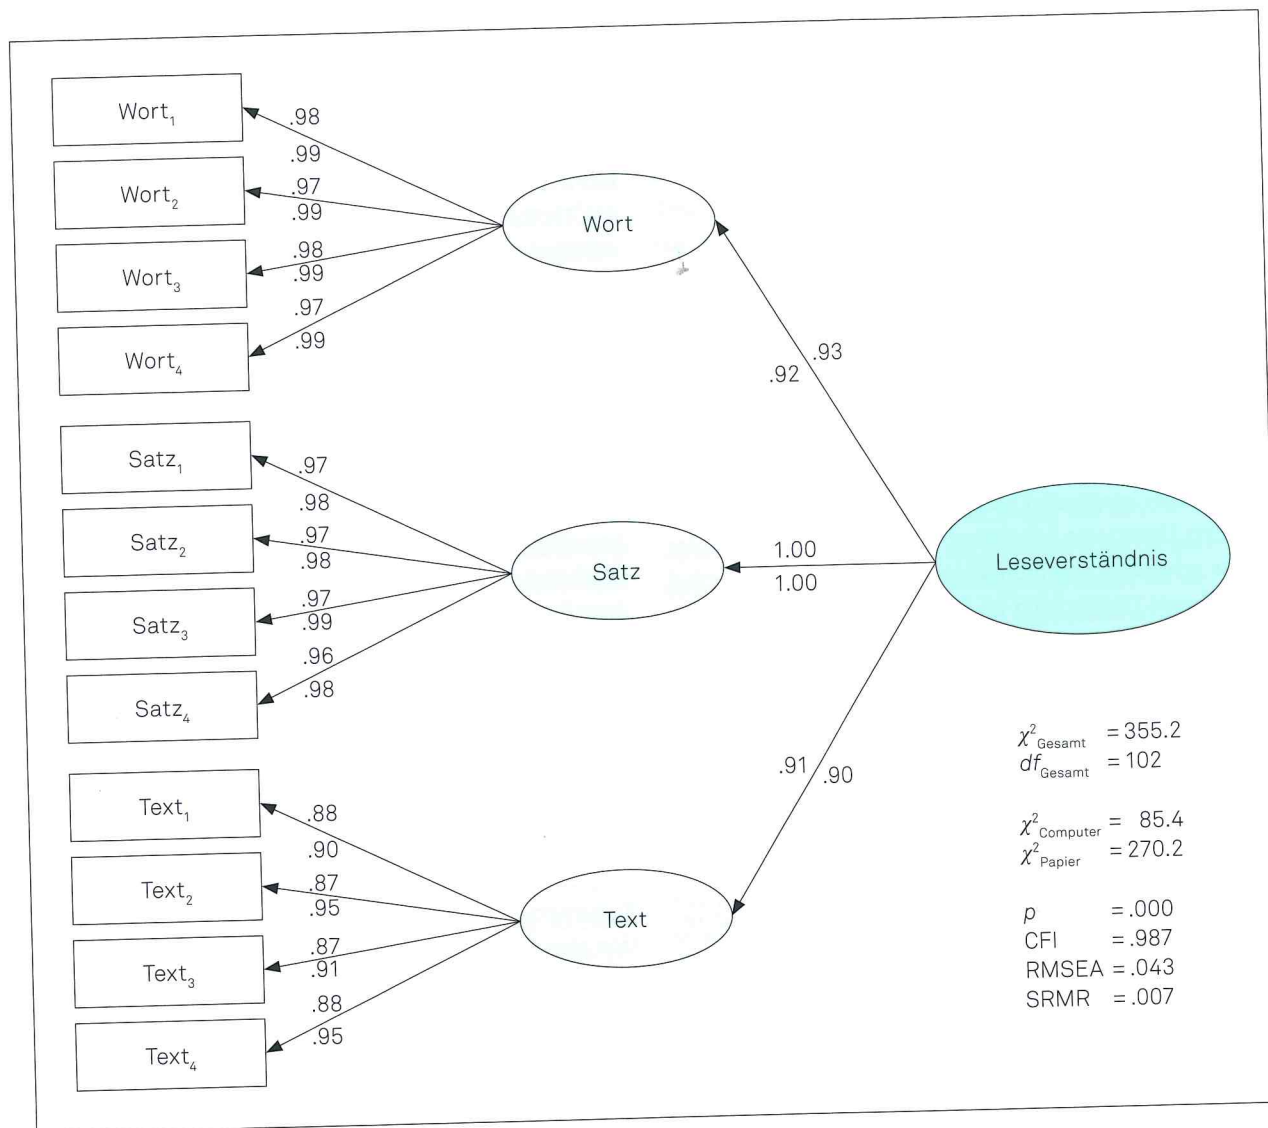 Wort₁
.98
.99
Wort₂
.97
.99
Wort₃
.98
.99
Wort₄
.97
.99
Wort
.93
.92
Satz₁
.97
.98
Satz₂
.97
.98
Satz₃
.97
.99
Satz₄
.96
.98
Satz
1.00
1.00
Leseverständnis
Text₁
.88
.90
Text₂
.87
.95
Text₃
.87
.91
Text₄
.88
.95
Text
.91
.90
χ²Gesamt = 355.2
dfGesamt = 102
χ²Computer = 85.4
χ²Papier = 270.2
p = .000
CFI = .987
RMSEA = .043
SRMR = .007